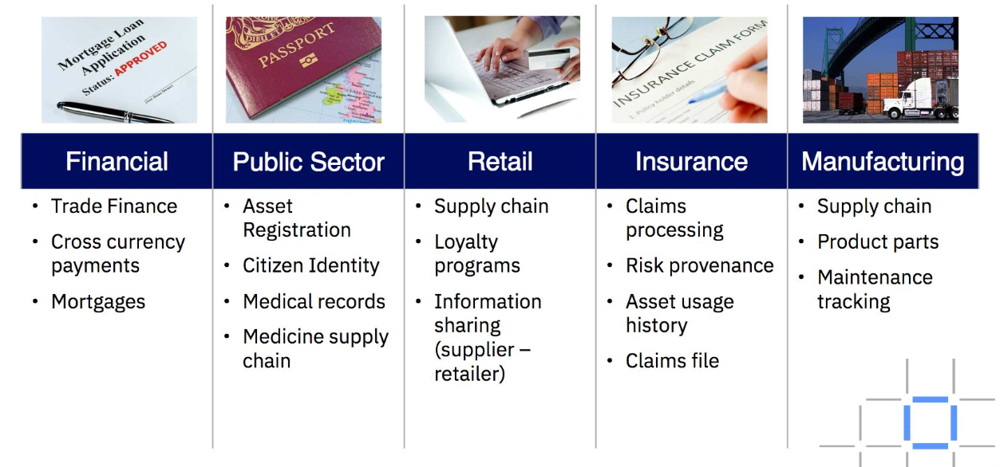 Mortgage Loan
Application
Status: APPROVED
DIEU ET MO
PASSPORT
INSURANCE CLAIM FORM
1. Policy holder details
Financial
Public Sector
Retail
Insurance
Manufacturing
• Trade Finance
• Cross currency
payments
• Mortgages
• Asset
Registration
• Citizen Identity
• Medical records
• Medicine supply
chain
• Supply chain
• Loyalty
programs
• Information
sharing
(supplier –
retailer)
• Claims
processing
• Risk provenance
• Asset usage
history
• Claims file
• Supply chain
• Product parts
• Maintenance
tracking